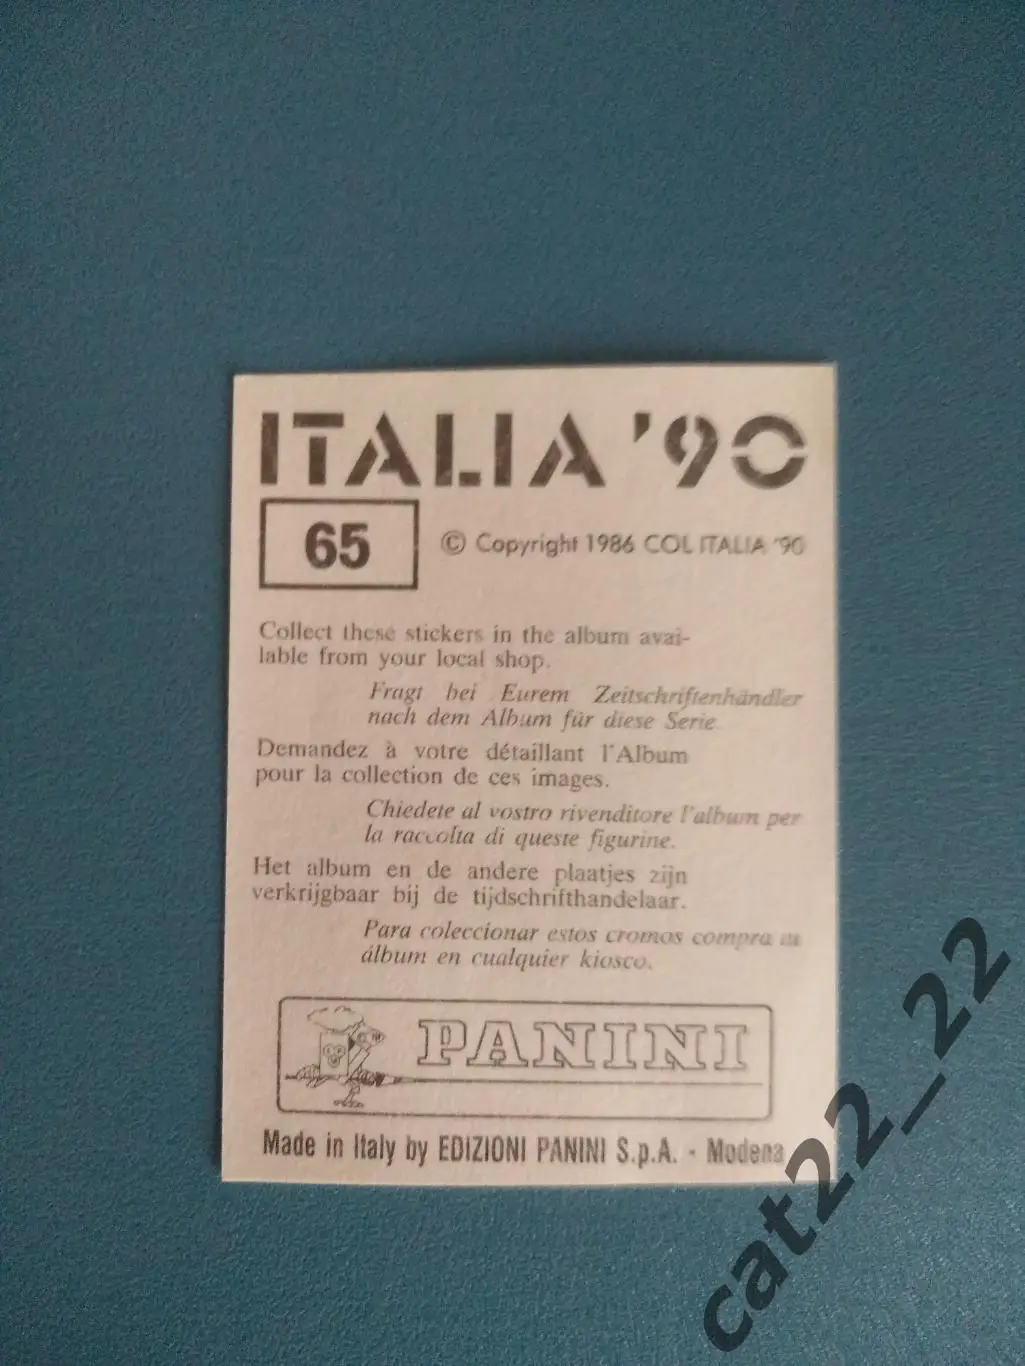 ITALIA '90
65
© Copyright 1986 COL ITALIA '90
Collect these stickers in the album avai-
lable from your local shop.
Fragt bei Eurem Zeitschriftenhändler
nach dem Album für diese Serie.
Demandez à votre détaillant l'Album
pour la collection de ces images.
Chiedete al vostro rivenditore l'album per
la raccolta di queste figurine.
Het album en de andere plaatjes zijn
verkrijgbaar bij de tijdschrifthandelaar.
Para coleccionar estos cromos compra tu
álbum en cualquier kiosco.
PANINI
Made in Italy by EDIZIONI PANINI S.p.A. - Modena
cat22_22